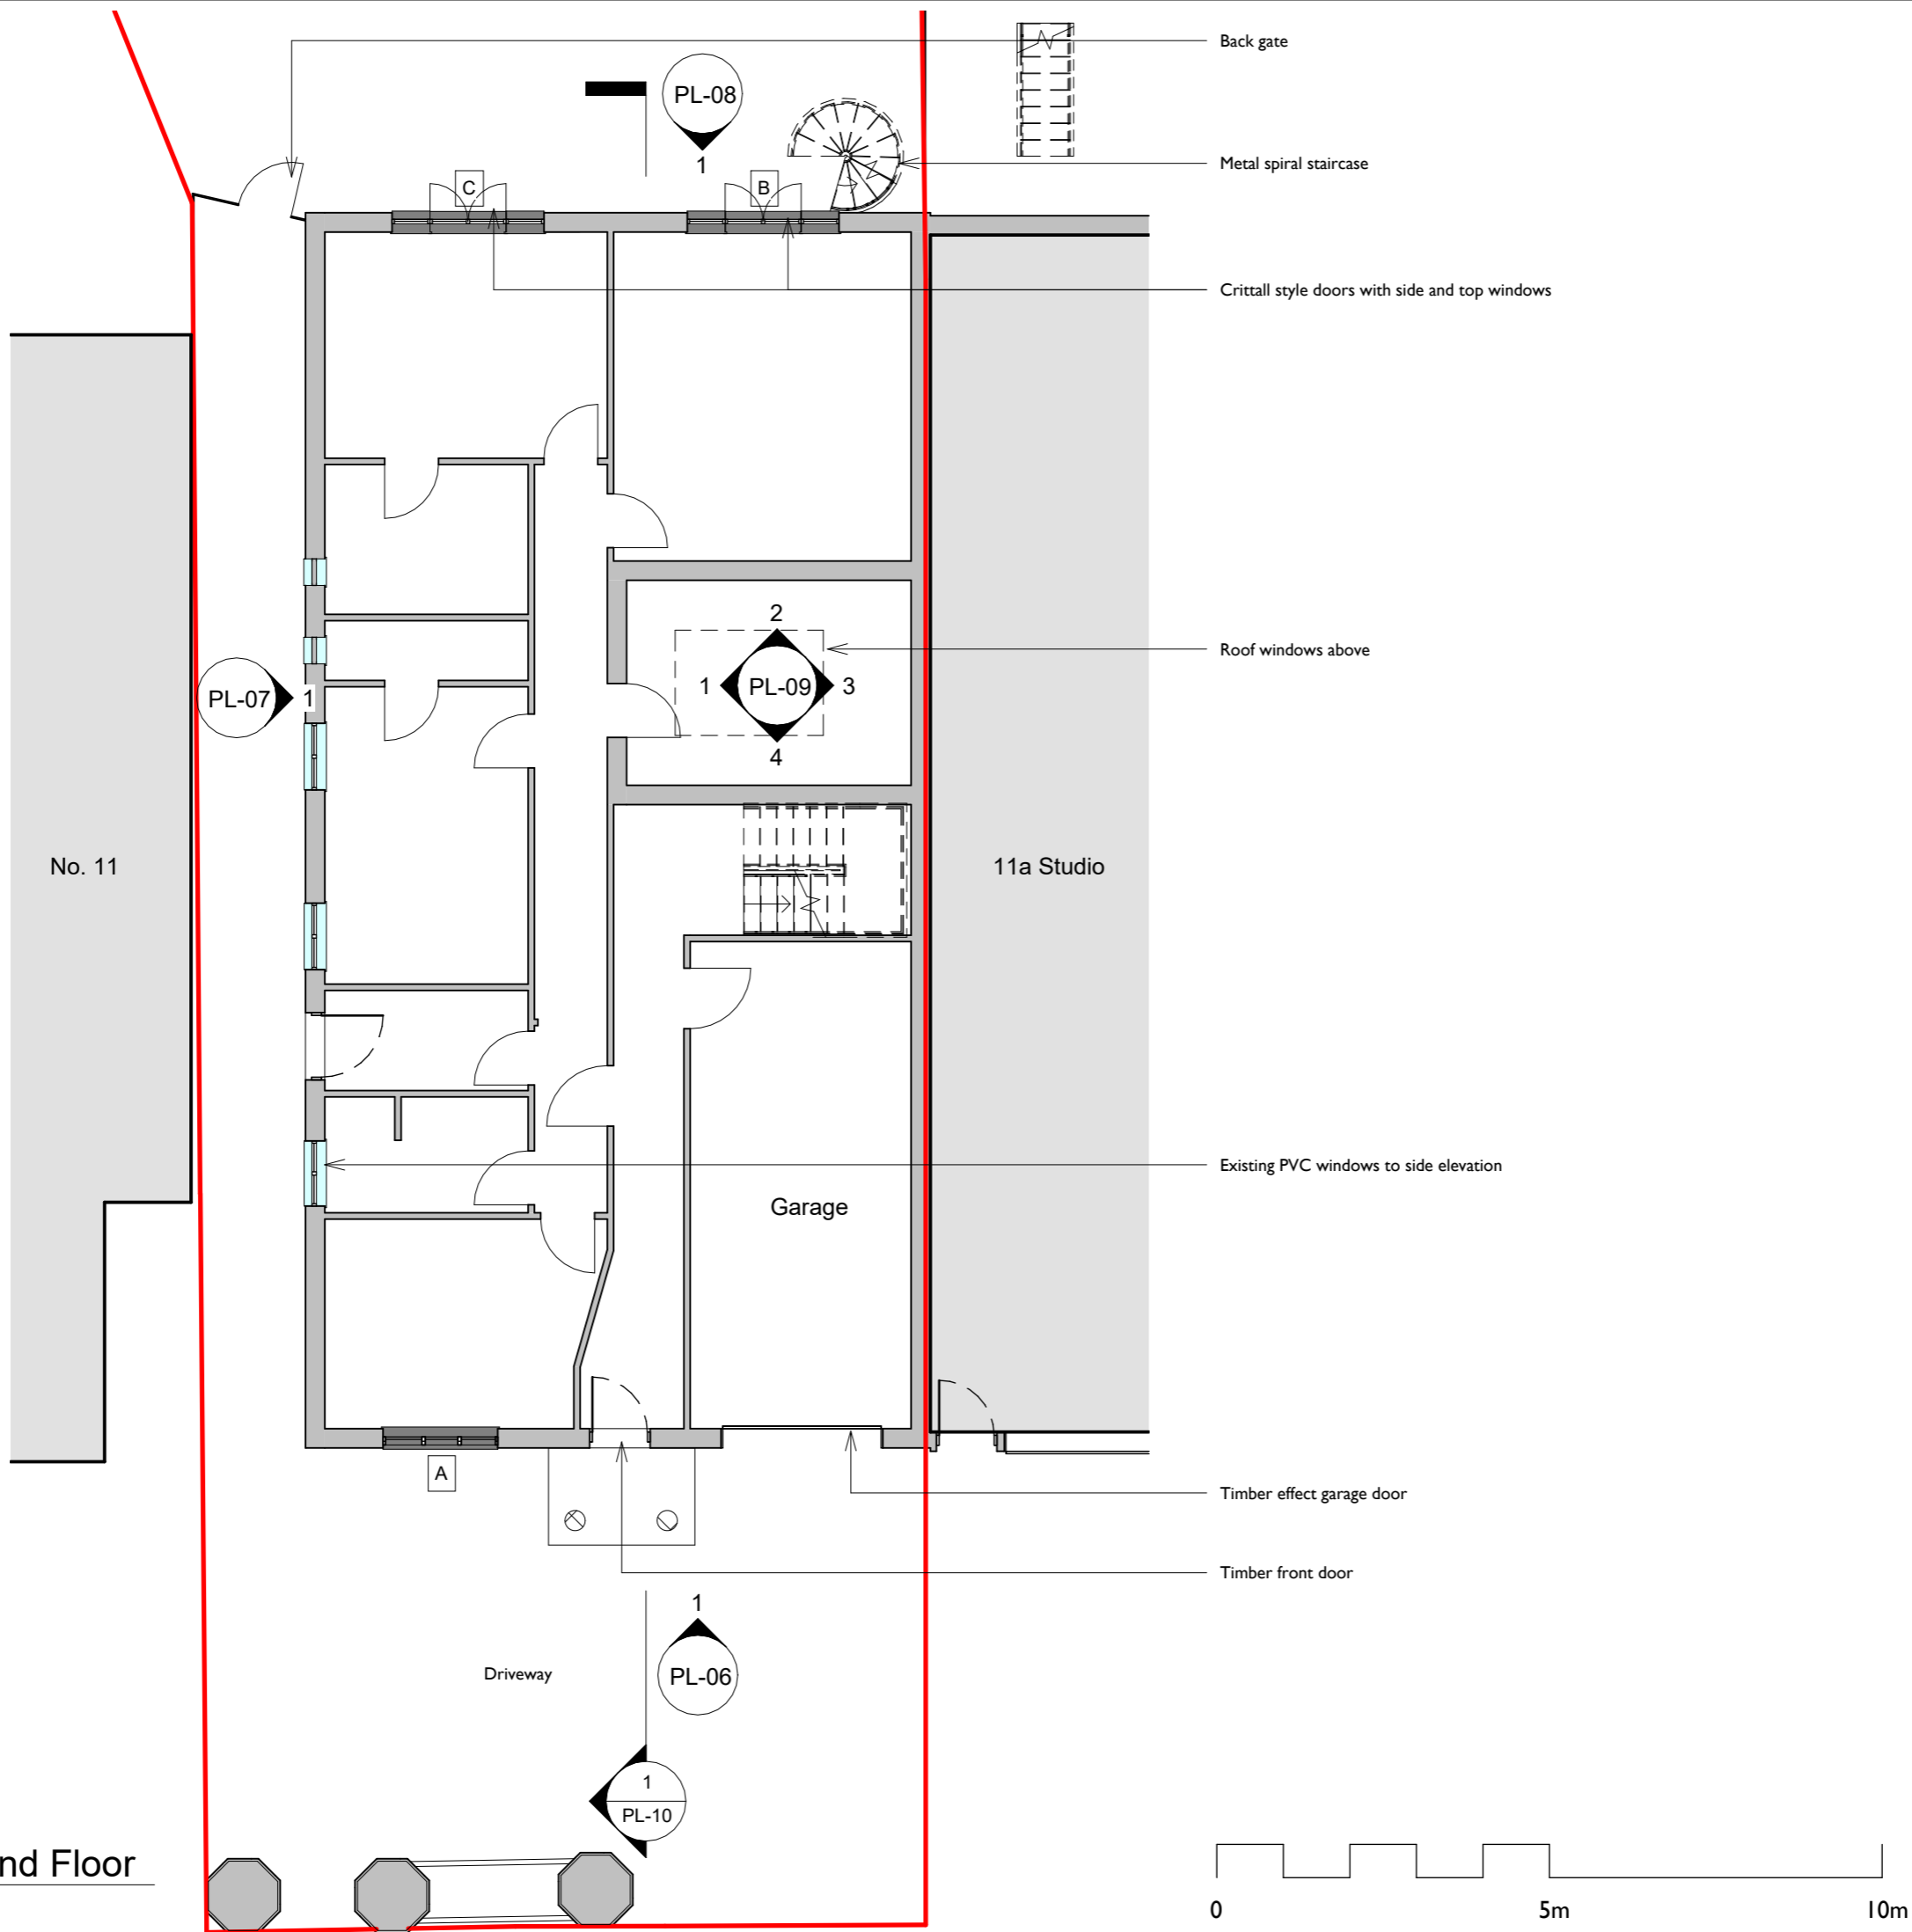 Back gate
PL-08
1
Metal spiral staircase
C
B
Crittall style doors with side and top windows
2
Roof windows above
1
PL-09
3
PL-07
1
4
No. 11
11a Studio
Existing PVC windows to side elevation
Garage
A
Timber effect garage door
Timber front door
1
Driveway
PL-06
1
PL-10
nd Floor
0
5m
10m